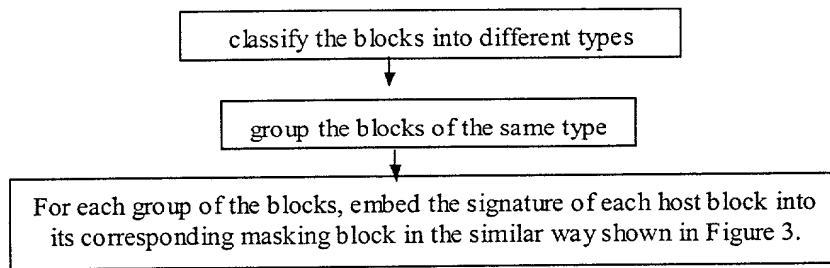 classify the blocks into different types
group the blocks of the same type
For each group of the blocks, embed the signature of each host block into
its corresponding masking block in the similar way shown in Figure 3.